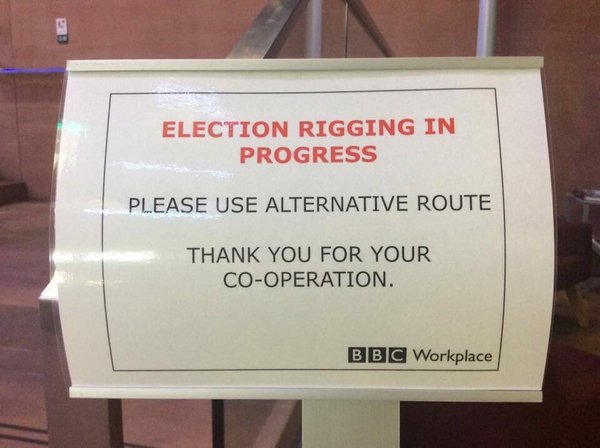 ELECTION RIGGING IN
PROGRESS
PLEASE USE ALTERNATIVE ROUTE
THANK YOU FOR YOUR
CO-OPERATION.
BBC Workplace